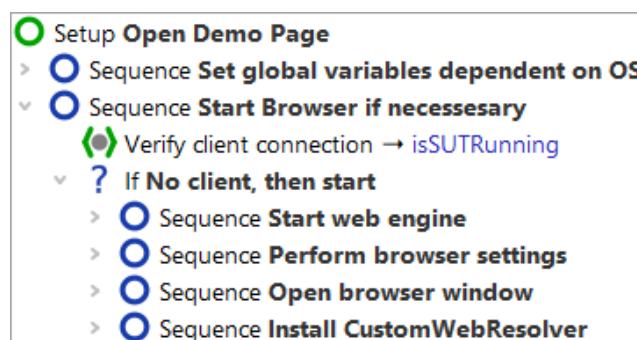 Setup Open Demo Page
Sequence Set global variables dependent on OS
Sequence Start Browser if necessesary
Verify client connection → isSUTRunning
? If No client, then start
Sequence Start web engine
Sequence Perform browser settings
Sequence Open browser window
Sequence Install CustomWebResolver